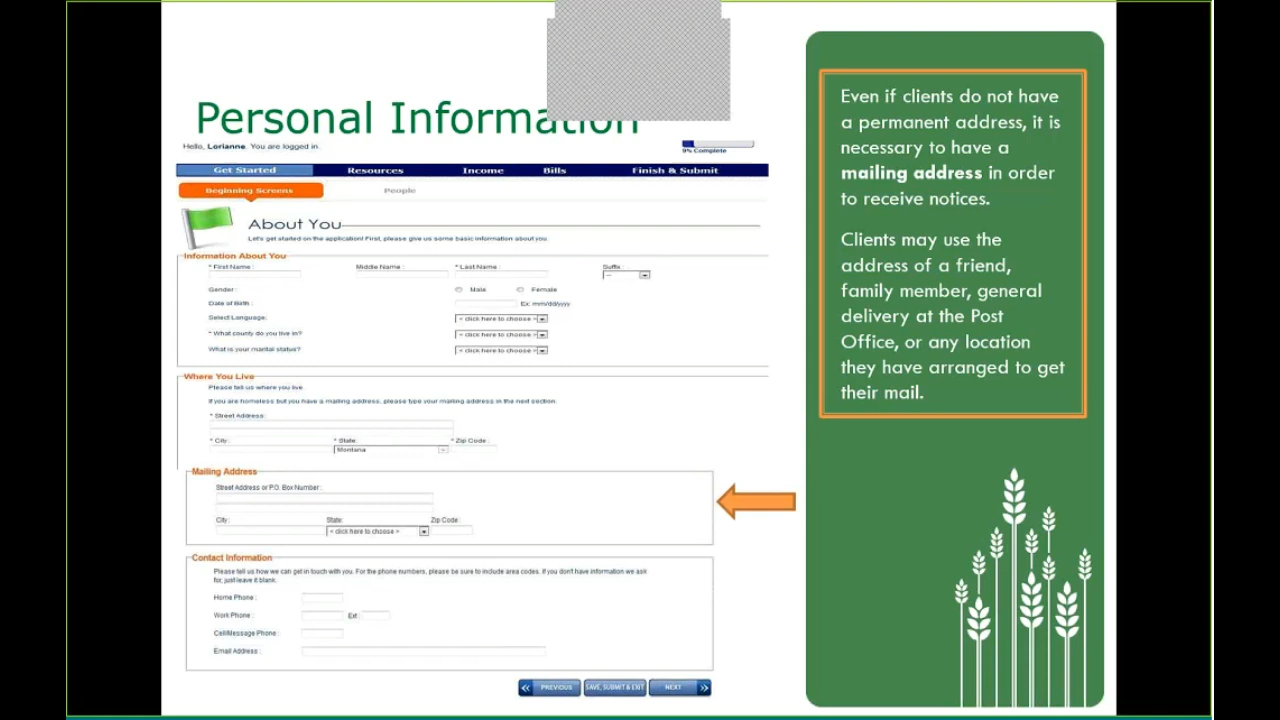 Personal Information
Hello, Lorianne. You are logged in.
0% Complete
Get Started Resources Income Bills Finish & Submit
Beginning Screens People
About You
Let's get started on the application! First, please give us some basic information about you.
Information About You
* First Name : Middle Name : * Last Name : Suffix :
--
Gender : Male Female
Date of Birth : Ex: mm/dd/yyyy
Select Language: < click here to choose >
* What county do you live in? < click here to choose >
What is your marital status? < click here to choose >
Where You Live
Please tell us where you live.
If you are homeless but you have a mailing address, please type your mailing address in the next section.
* Street Address:
* City: * State: * Zip Code :
Montana
Mailing Address
Street Address or P.O. Box Number :
City : State: Zip Code :
< click here to choose >
Contact Information
Please tell us how we can get in touch with you. For the phone numbers, please be sure to include area codes. If you don't have information we ask
for, just leave it blank.
Home Phone :
Work Phone : Ext :
Cell/Message Phone :
Email Address :
PREVIOUS SAVE, SUBMIT & EXIT NEXT
Even if clients do not have
a permanent address, it is
necessary to have a
mailing address in order
to receive notices.
Clients may use the
address of a friend,
family member, general
delivery at the Post
Office, or any location
they have arranged to get
their mail.